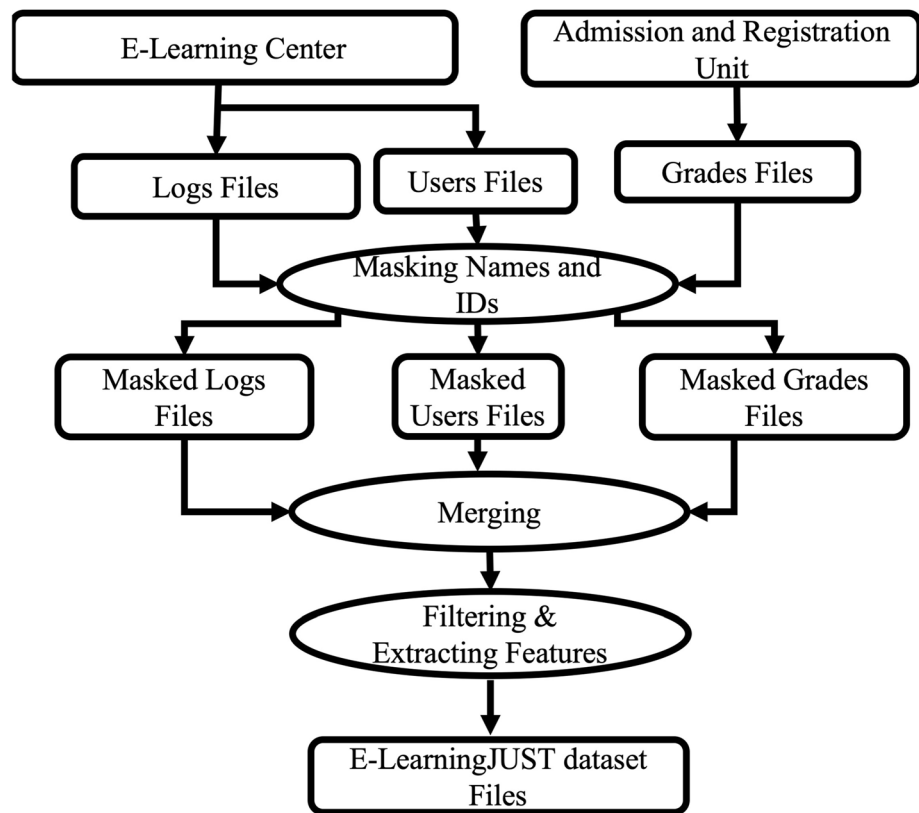 E-Learning Center
Admission and Registration
Unit
Logs Files
Users Files
Grades Files
Masking Names and
IDs
Masked Logs
Files
Masked
Users Files
Masked Grades
Files
Merging
Filtering &
Extracting Features
E-LearningJUST dataset
Files